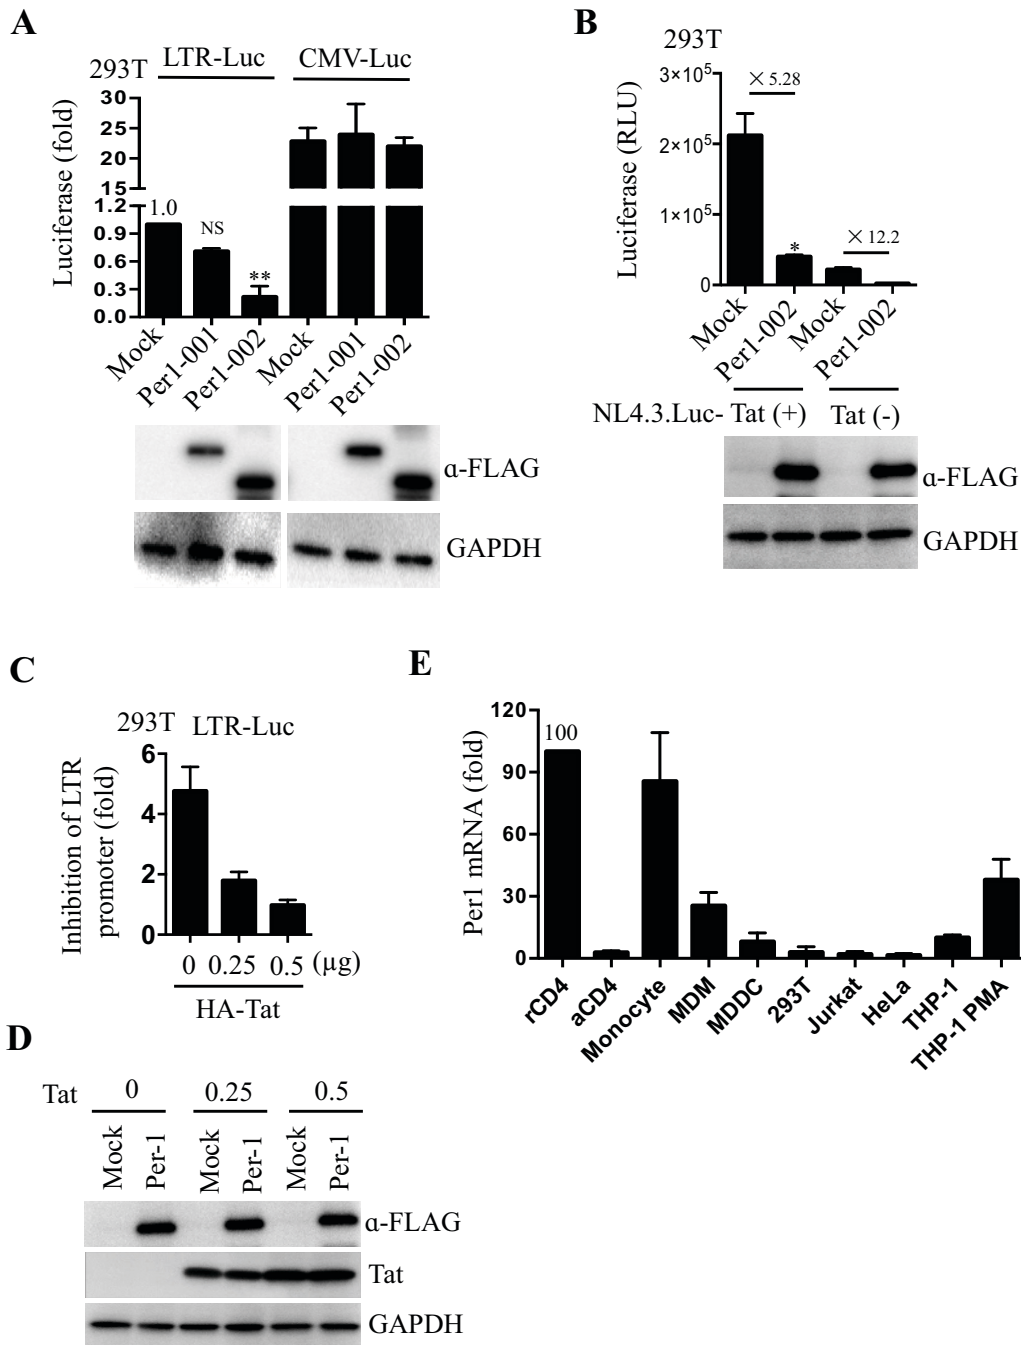 A
293T LTR-Luc CMV-Luc
Luciferase (fold)
30
25
20
15
1.2
0.9
0.6
0.3
0.0
1.0
NS
**
Mock
Per1-001
Per1-002
Mock
Per1-001
Per1-002
α-FLAG
GAPDH
B
293T
Luciferase (RLU)
3×10⁵
2×10⁵
1×10⁵
0
× 5.28
*
× 12.2
Mock
Per1-002
Mock
Per1-002
NL4.3.Luc- Tat (+) Tat (-)
α-FLAG
GAPDH
C
293T LTR-Luc
Inhibition of LTR
promoter (fold)
6
4
2
0
0 0.25 0.5 (µg)
HA-Tat
D
Tat 0 0.25 0.5
Mock
Per-1
Mock
Per-1
Mock
Per-1
α-FLAG
Tat
GAPDH
E
Per1 mRNA (fold)
120
90
60
30
0
100
rCD4
aCD4
Monocyte
MDM
MDDC
293T
Jurkat
HeLa
THP-1
THP-1 PMA